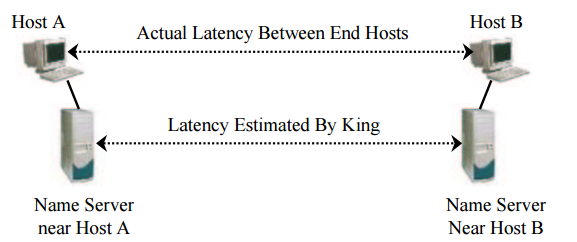 Host A
Host B
Actual Latency Between End Hosts
Latency Estimated By King
Name Server
near Host A
Name Server
Near Host B